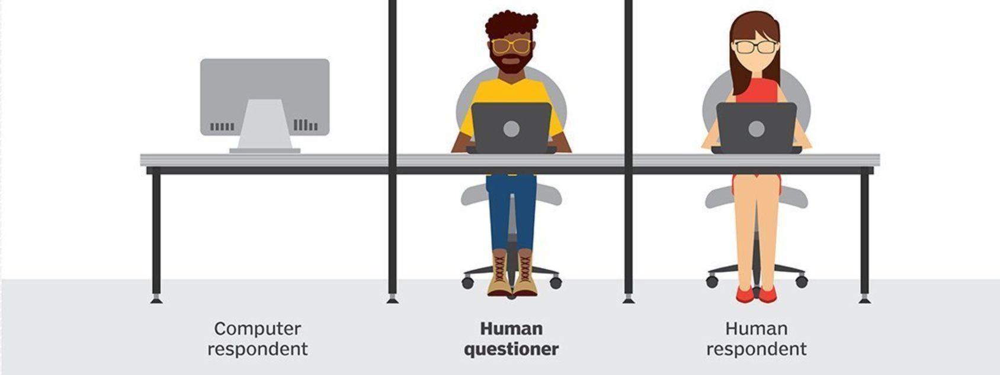 Computer
respondent
Human
questioner
Human
respondent